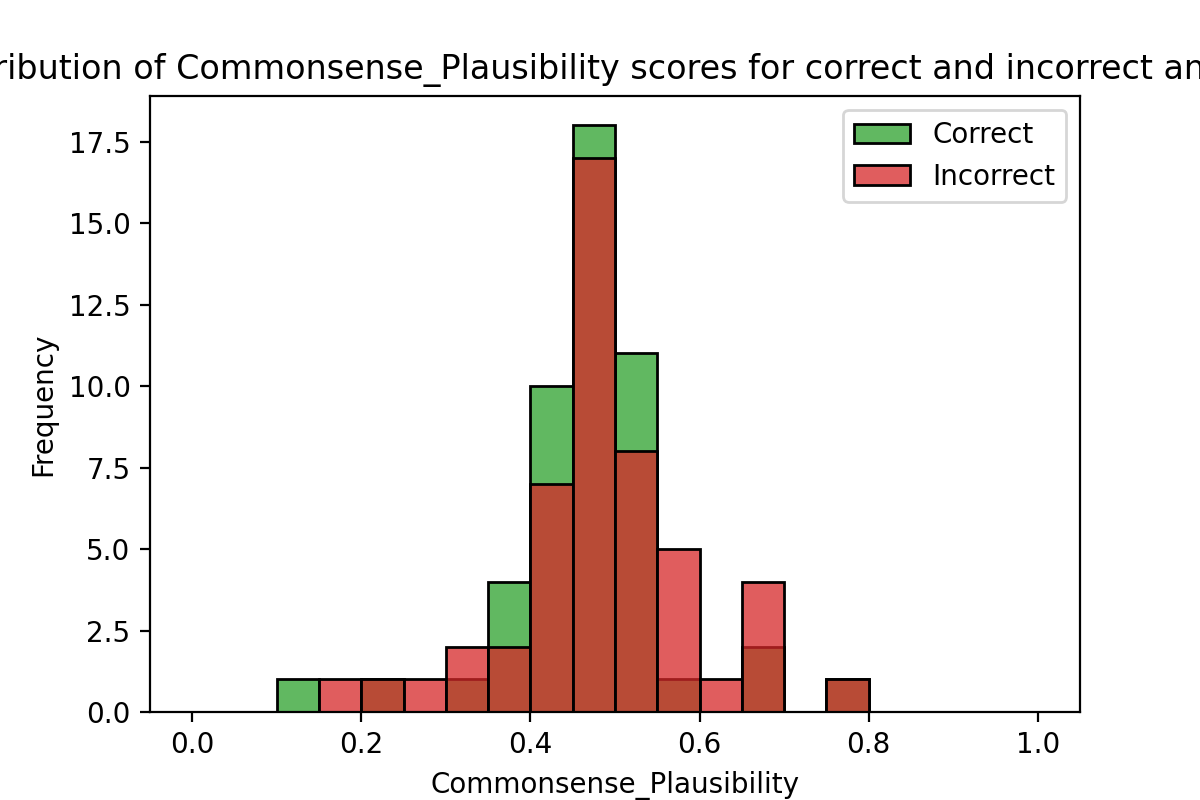 ribution of Commonsense_Plausibility scores for correct and incorrect an
Correct
Incorrect
17.5
15.0
12.5
10.0
7.5
5.0
2.5
0.0
Frequency
0.0 0.2 0.4 0.6 0.8 1.0
Commonsense_Plausibility